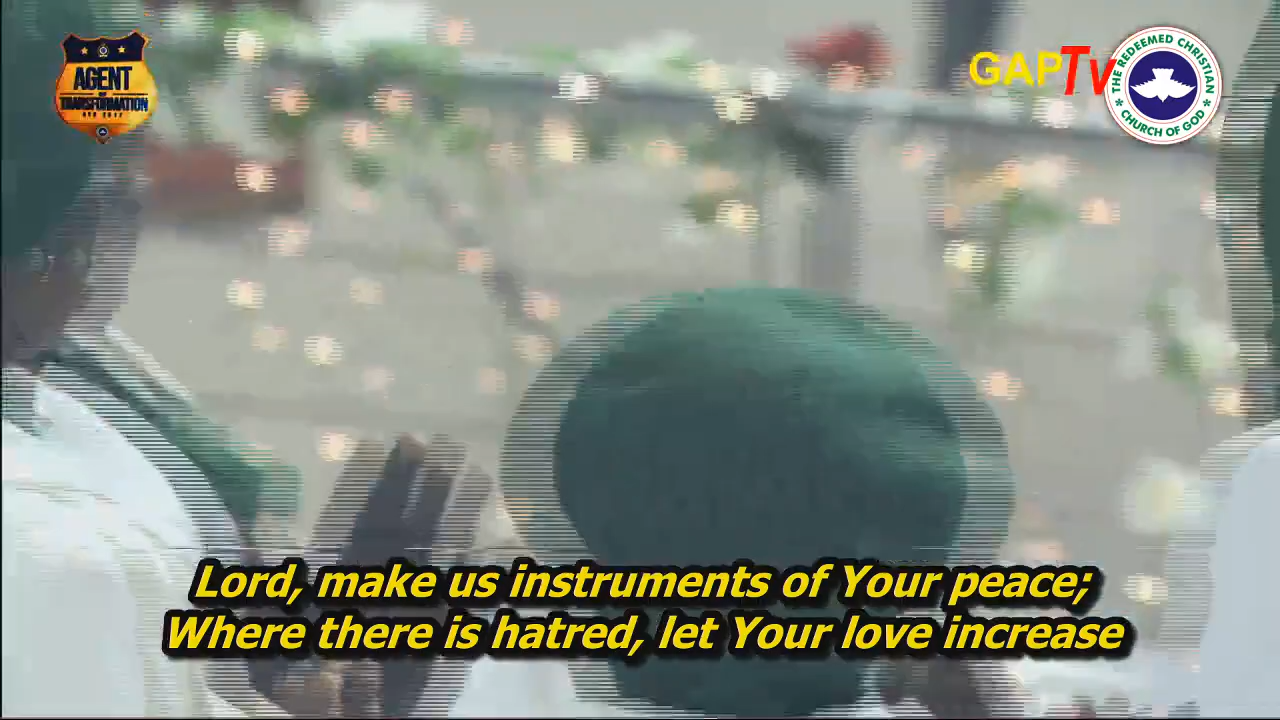 AGENT
OF
TRANSFORMATION
GAPTv
THE REDEEMED CHRISTIAN
CHURCH OF GOD
Lord, make us instruments of Your peace;
Where there is hatred, let Your love increase